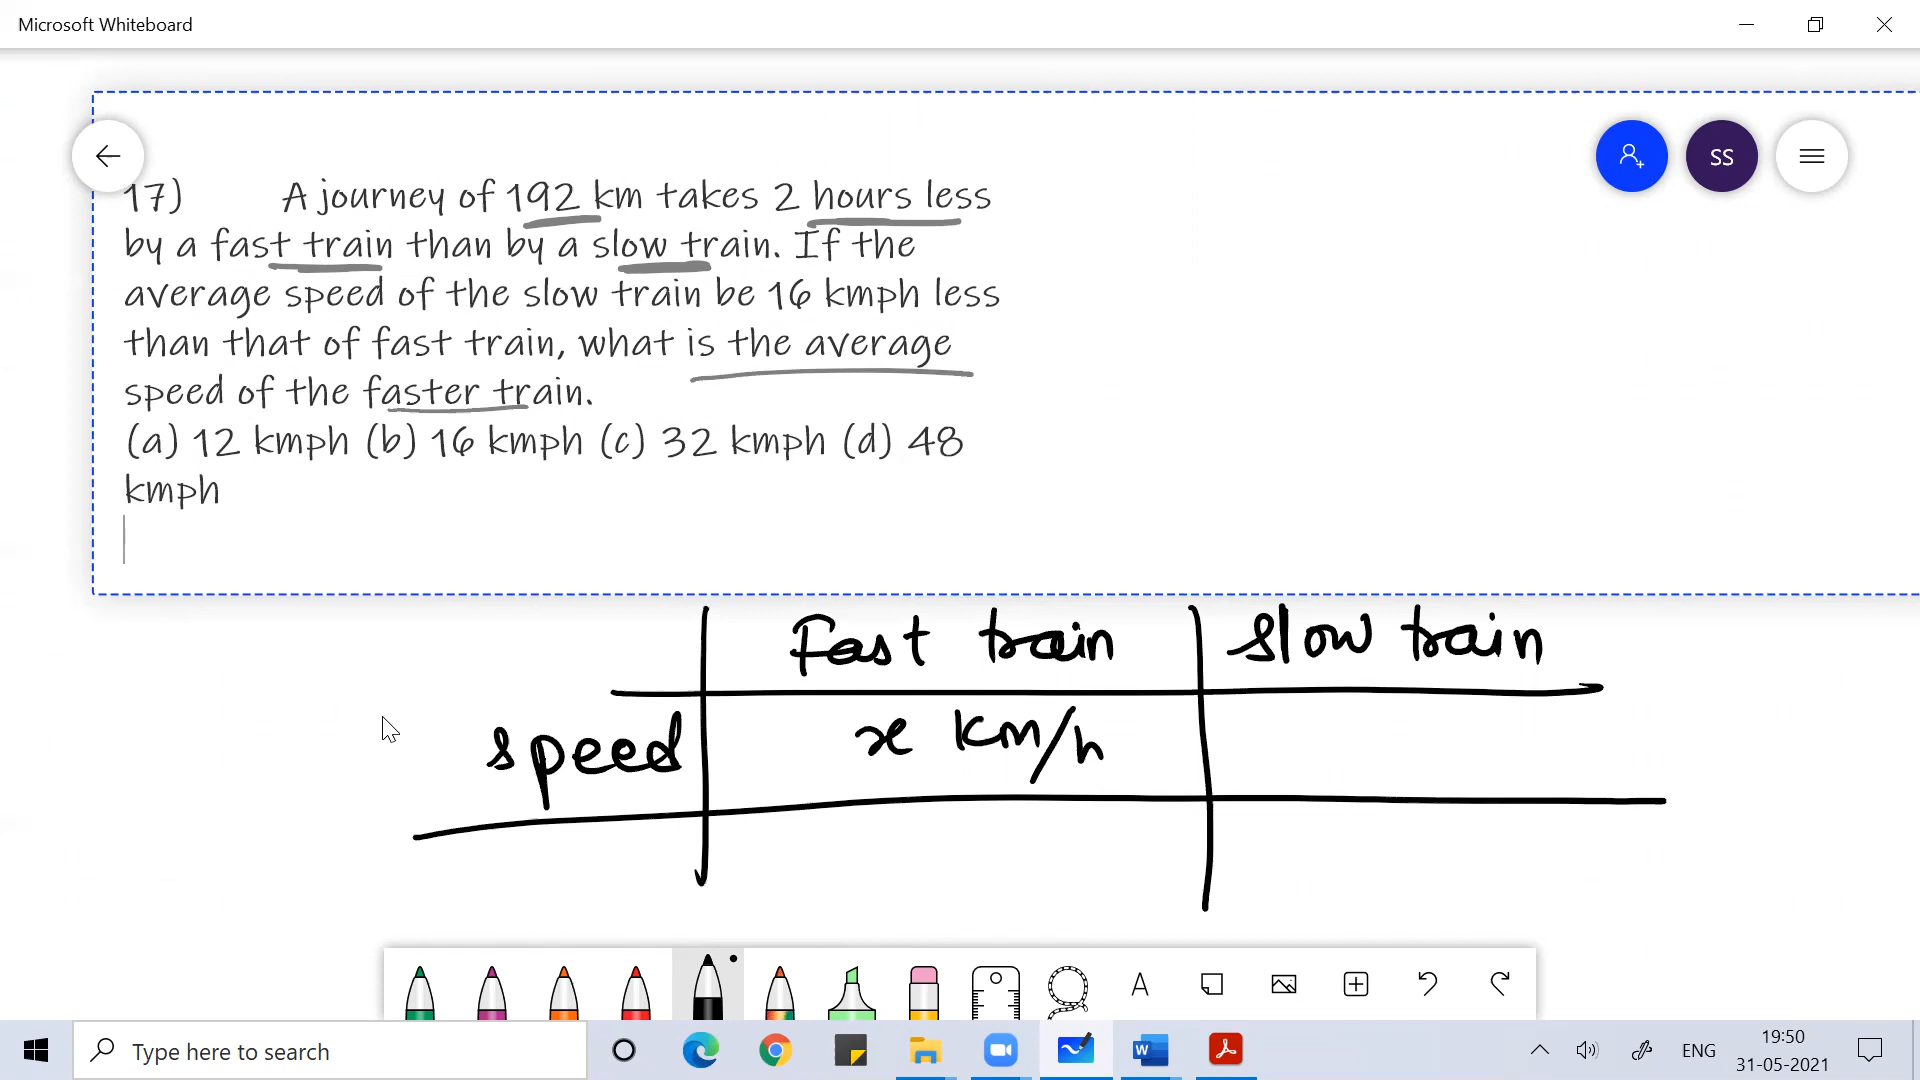 Microsoft Whiteboard
SS
17) A journey of 192 km takes 2 hours less
by a fast train than by a slow train. If the
average speed of the slow train be 16 kmph less
than that of fast train, what is the average
speed of the faster train.
(a) 12 kmph (b) 16 kmph (c) 32 kmph (d) 48
kmph
Fast train slow train
speed x km/h
A
Type here to search
ENG
19:50
31-05-2021